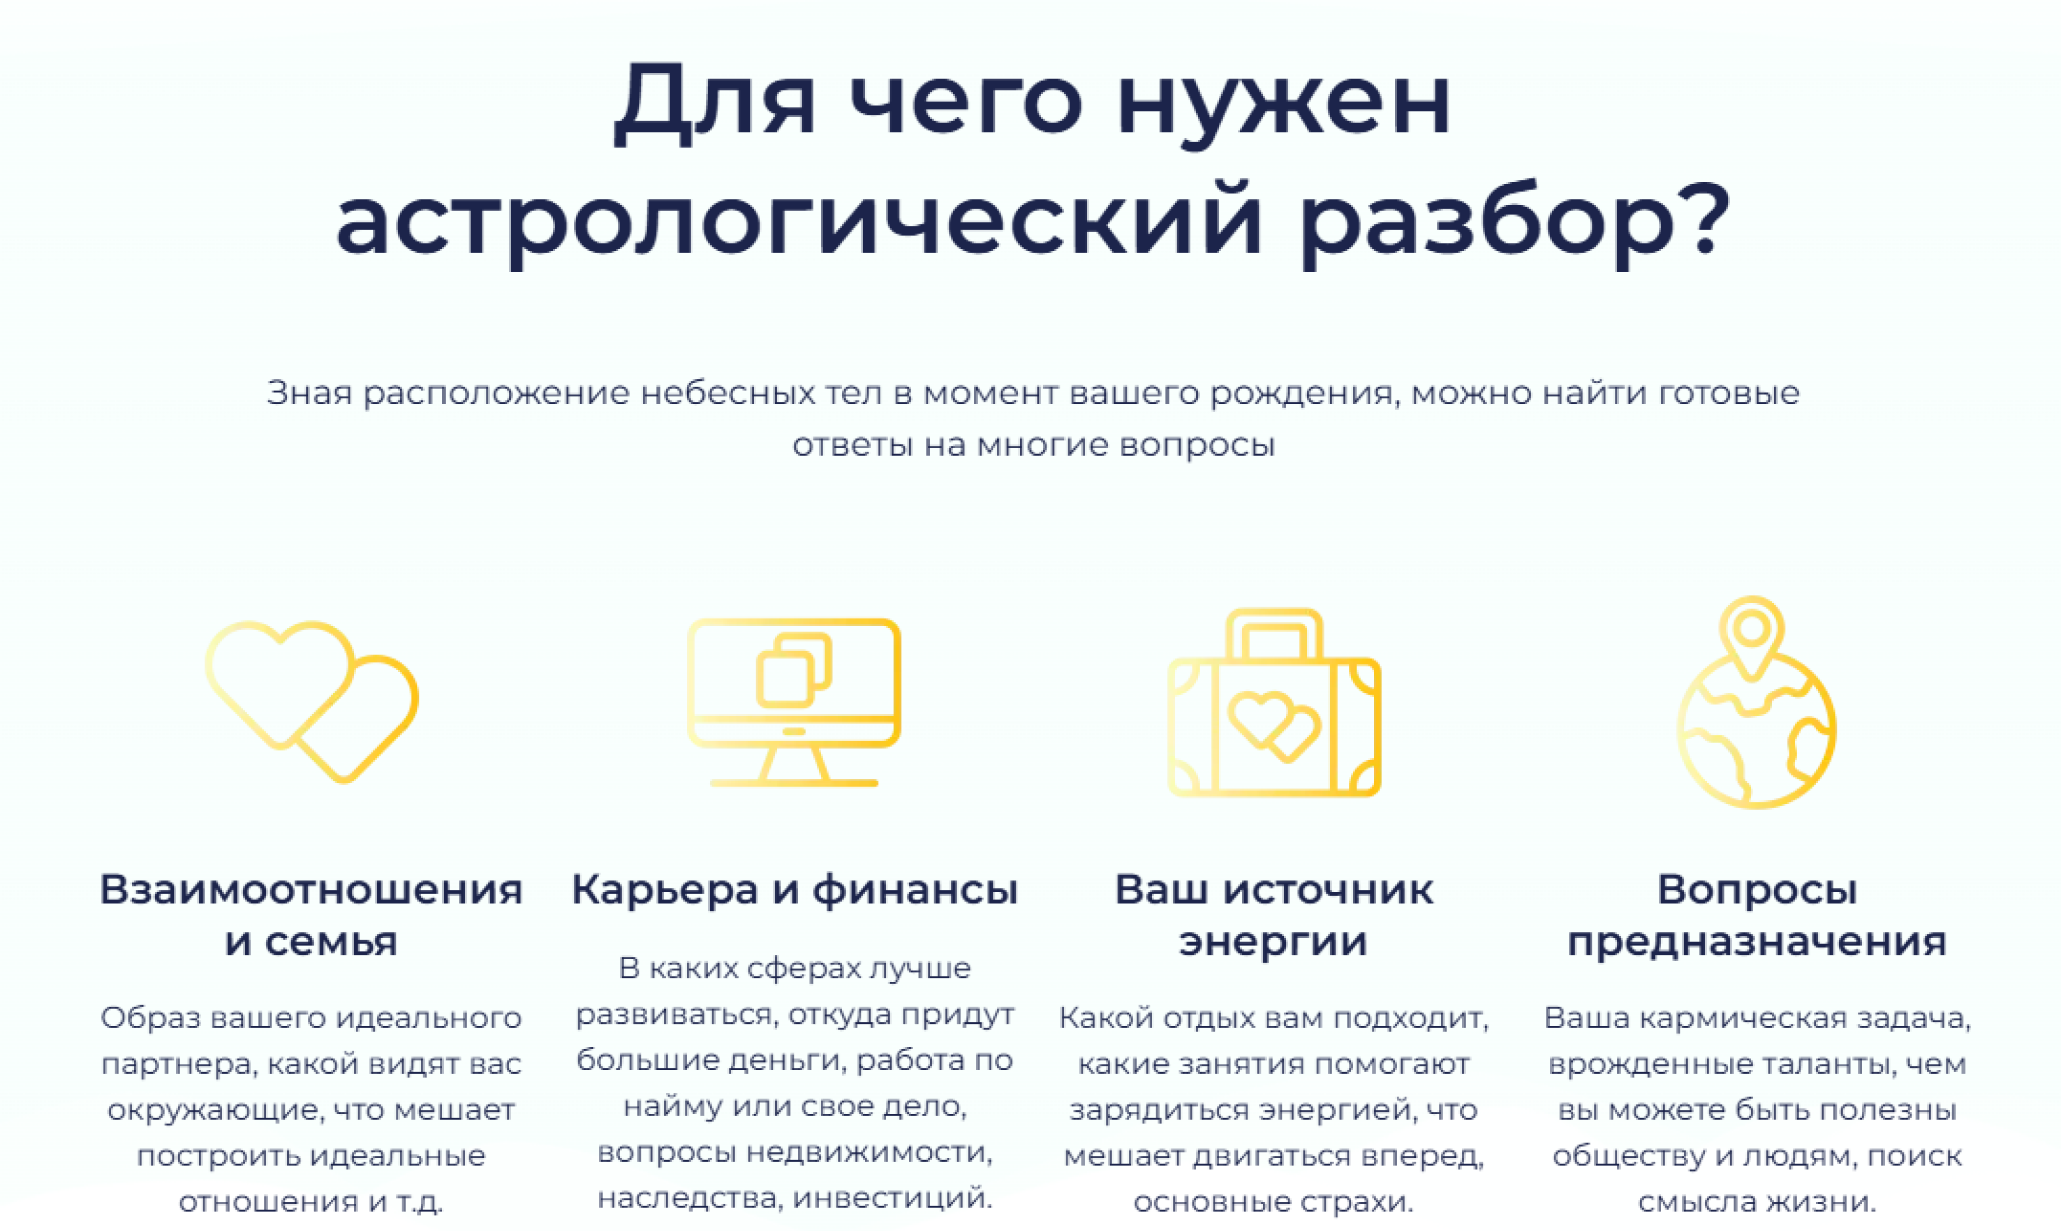 Для чего нужен
астрологический разбор?
Зная расположение небесных тел в момент вашего рождения, можно найти готовые
ответы на многие вопросы
Взаимоотношения
и семья
Образ вашего идеального
партнера, какой видят вас
окружающие, что мешает
построить идеальные
отношения и т.д.
Карьера и финансы
В каких сферах лучше
развиваться, откуда придут
большие деньги, работа по
найму или свое дело,
вопросы недвижимости,
наследства, инвестиций.
Ваш источник
энергии
Какой отдых вам подходит,
какие занятия помогают
зарядиться энергией, что
мешает двигаться вперед,
основные страхи.
Вопросы
предназначения
Ваша кармическая задача,
врожденные таланты, чем
вы можете быть полезны
обществу и людям, поиск
смысла жизни.